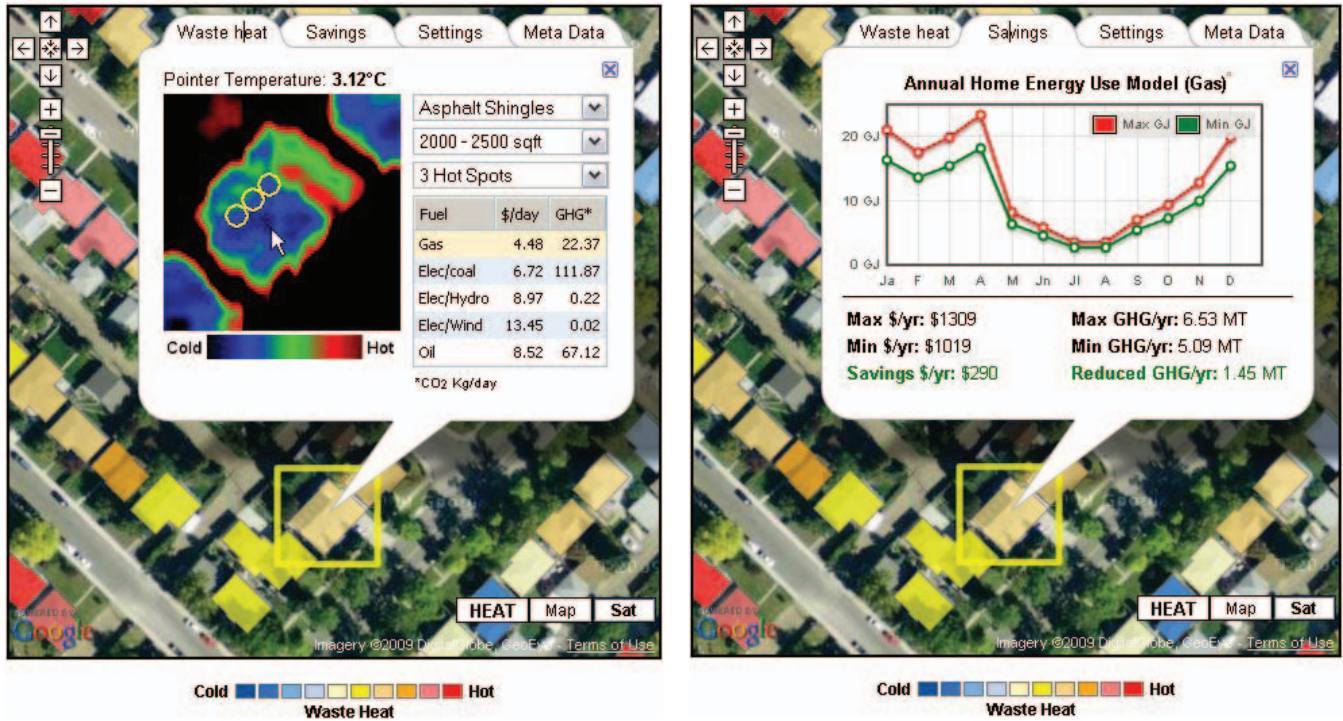 Waste heat Savings Settings Meta Data
Pointer Temperature: 3.12°C
Asphalt Shingles
2000 - 2500 sqft
3 Hot Spots
Fuel $/day GHG*
Gas 4.48 22.37
Elec/coal 6.72 111.87
Elec/Hydro 8.97 0.22
Elec/Wind 13.45 0.02
Oil 8.52 67.12
Cold Hot
*CO2 Kg/day
HEAT Map Sat
POWERED BY
Google
Imagery ©2009 DigitalGlobe, GeoEye - Terms of Use
Cold Hot
Waste Heat
Waste heat Savings Settings Meta Data
Annual Home Energy Use Model (Gas)*
Max GJ Min GJ
20 GJ
10 GJ
0 GJ
Ja F M A M Jn Jl A S O N D
Max $/yr: $1309 Max GHG/yr: 6.53 MT
Min $/yr: $1019 Min GHG/yr: 5.09 MT
Savings $/yr: $290 Reduced GHG/yr: 1.45 MT
HEAT Map Sat
POWERED BY
Google
Imagery ©2009 DigitalGlobe, GeoEye - Terms of Use
Cold Hot
Waste Heat